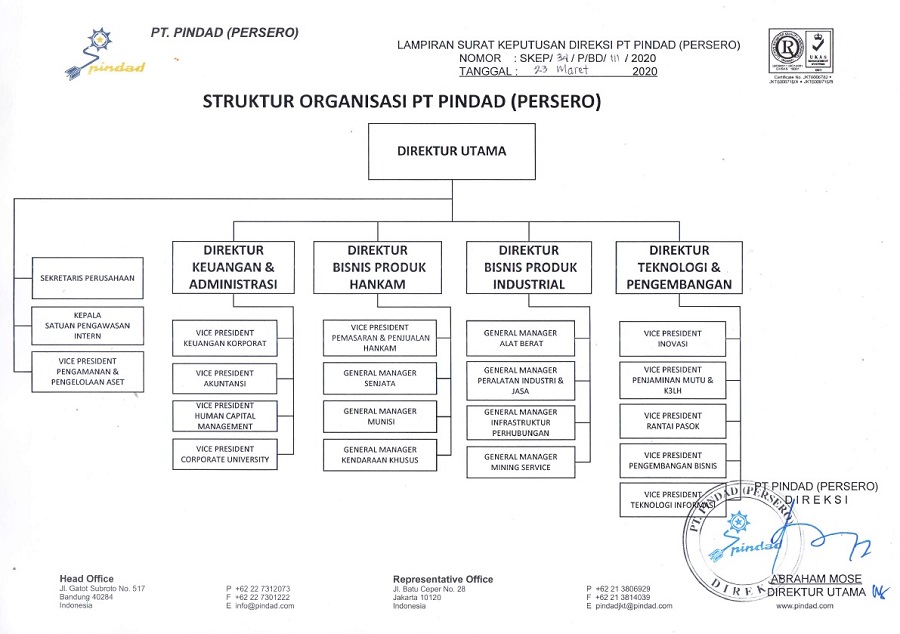 PT. PINDAD (PERSERO)
pindad
LAMPIRAN SURAT KEPUTUSAN DIREKSI PT PINDAD (PERSERO)
NOMOR : SKEP/ /P/BD/ III / 2020
TANGGAL : 23 Maret 2020
R
UKAS
STRUKTUR ORGANISASI PT PINDAD (PERSERO)
DIREKTUR UTAMA
SEKRETARIS PERUSAHAAN
KEPALA
SATUAN PENGAWASAN
INTERN
VICE PRESIDENT
PENGAMANAN &
PENGELOLAAN ASET
DIREKTUR
KEUANGAN &
ADMINISTRASI
VICE PRESIDENT
KEUANGAN KORPORAT
VICE PRESIDENT
AKUNTANSI
VICE PRESIDENT
HUMAN CAPITAL
MANAGEMENT
VICE PRESIDENT
CORPORATE UNIVERSITY
DIREKTUR
BISNIS PRODUK
HANKAM
VICE PRESIDENT
PEMASARAN & PENJUALAN
HANKAM
GENERAL MANAGER
SENJATA
GENERAL MANAGER
MUNISI
GENERAL MANAGER
KENDARAAN KHUSUS
DIREKTUR
BISNIS PRODUK
INDUSTRIAL
GENERAL MANAGER
ALAT BERAT
GENERAL MANAGER
PERALATAN INDUSTRI &
JASA
GENERAL MANAGER
INFRASTRUKTUR
PERHUBUNGAN
GENERAL MANAGER
MINING SERVICE
DIREKTUR
TEKNOLOGI &
PENGEMBANGAN
VICE PRESIDENT
INOVASI
VICE PRESIDENT
PENJAMINAN MUTU &
K3LH
VICE PRESIDENT
RANTAI PASOK
VICE PRESIDENT
PENGEMBANGAN BISNIS
VICE PRESIDENT
TEKNOLOGI INFORMASI
PT PINDAD (PERSERO)
D I R E K S I
PT. PINDAD (PERSERO)
pindad
DIREK
ABRAHAM MOSE
DIREKTUR UTAMA
Head Office
Jl. Gatot Subroto No. 517
Bandung 40284
Indonesia
P +62 22 7312073
F +62 22 7301222
E info@pindad.com
Representative Office
Jl. Batu Ceper No. 28
Jakarta 10120
Indonesia
P +62 21 3806929
F +62 21 3814039
E pindadjkt@pindad.com
www.pindad.com